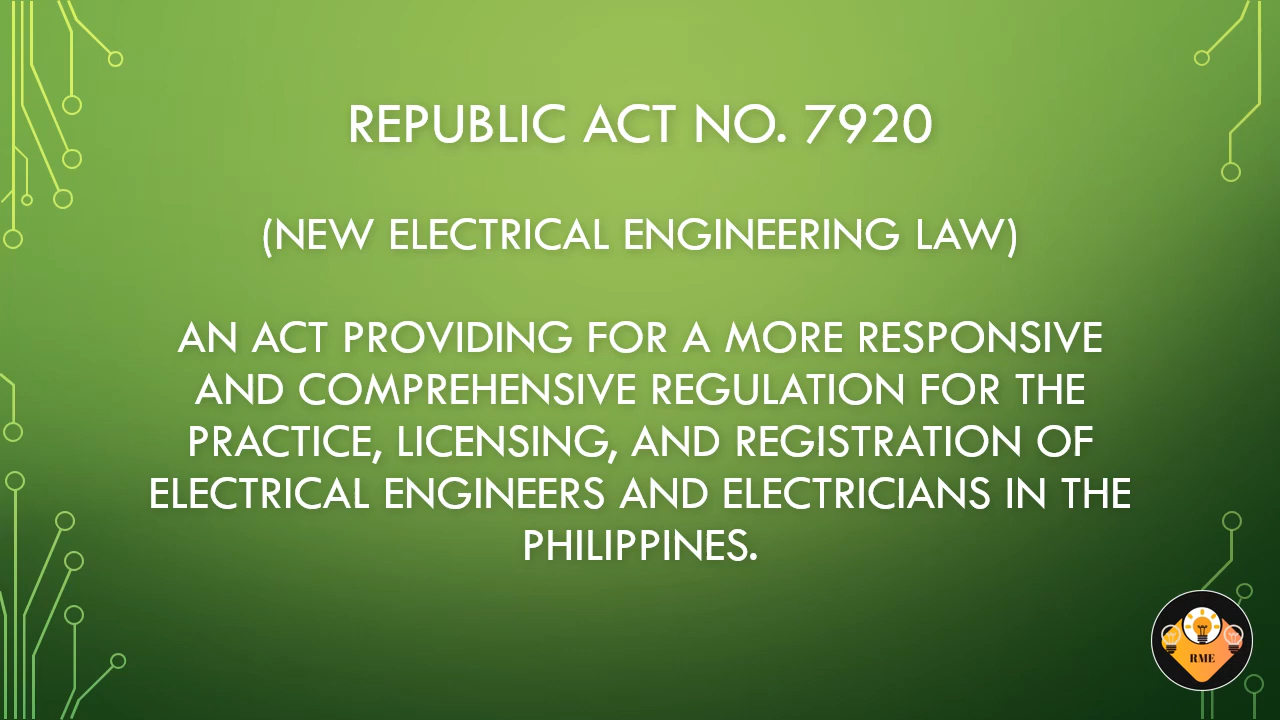 REPUBLIC ACT NO. 7920
(NEW ELECTRICAL ENGINEERING LAW)
AN ACT PROVIDING FOR A MORE RESPONSIVE
AND COMPREHENSIVE REGULATION FOR THE
PRACTICE, LICENSING, AND REGISTRATION OF
ELECTRICAL ENGINEERS AND ELECTRICIANS IN THE
PHILIPPINES.
RME